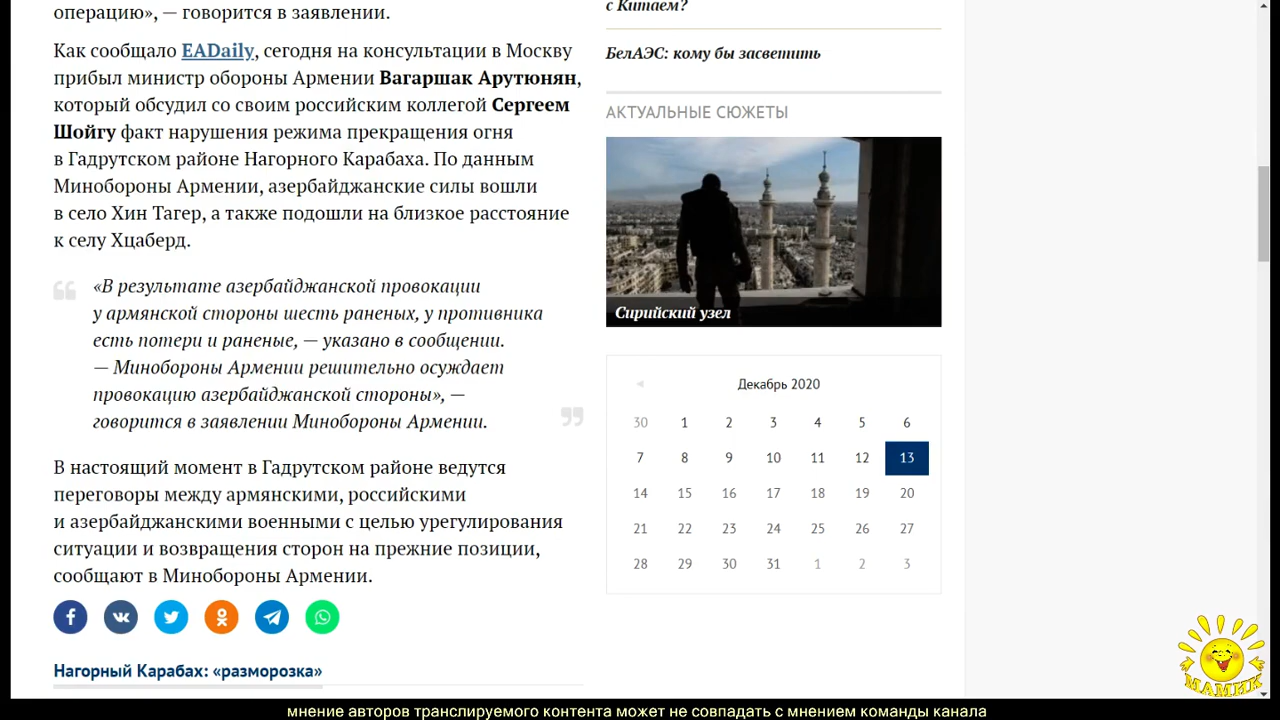 операцию», — говорится в заявлении.
Как сообщало EADaily, сегодня на консультации в Москву
прибыл министр обороны Армении Вагаршак Арутюнян,
который обсудил со своим российским коллегой Сергеем
Шойгу факт нарушения режима прекращения огня
в Гадрутском районе Нагорного Карабаха. По данным
Минобороны Армении, азербайджанские силы вошли
в село Хин Тагер, а также подошли на близкое расстояние
к селу Хцаберд.
«В результате азербайджанской провокации
у армянской стороны шесть раненых, у противника
есть потери и раненые, — указано в сообщении.
— Минобороны Армении решительно осуждает
провокацию азербайджанской стороны», —
говорится в заявлении Минобороны Армении.
В настоящий момент в Гадрутском районе ведутся
переговоры между армянскими, российскими
и азербайджанскими военными с целью урегулирования
ситуации и возвращения сторон на прежние позиции,
сообщают в Минобороны Армении.
Нагорный Карабах: «разморозка»
с Китаем?
БелАЭС: кому бы засветить
АКТУАЛЬНЫЕ СЮЖЕТЫ
Сирийский узел
Декабрь 2020
30 1 2 3 4 5 6
7 8 9 10 11 12 13
14 15 16 17 18 19 20
21 22 23 24 25 26 27
28 29 30 31 1 2 3
МАМИК
мнение авторов транслируемого контента может не совпадать с мнением команды канала